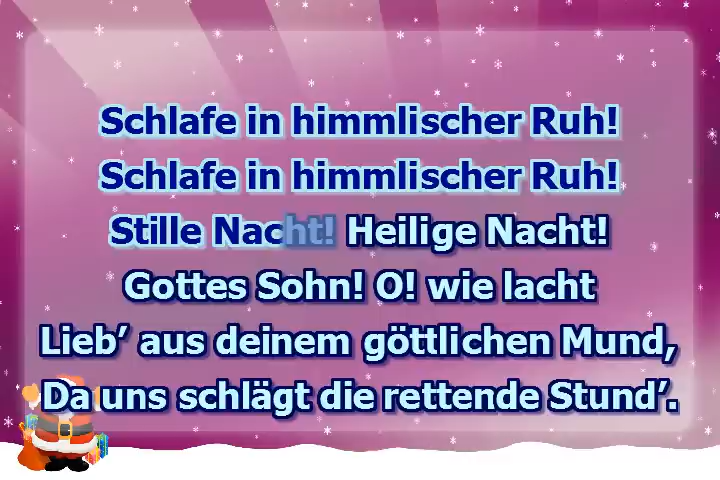 Schlafe in himmlischer Ruh!
Schlafe in himmlischer Ruh!
Stille Nacht! Heilige Nacht!
Gottes Sohn! O! wie lacht
Lieb’ aus deinem göttlichen Mund,
Da uns schlägt die rettende Stund’.